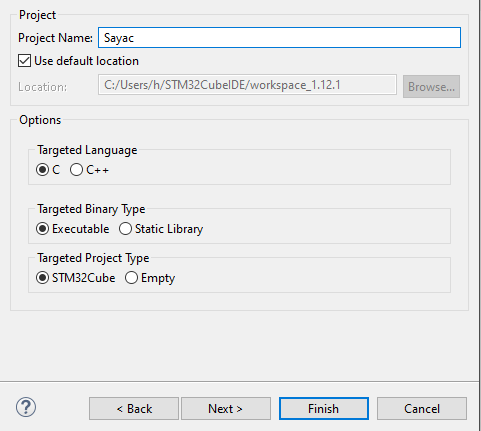 Project
Project Name: Sayac
Use default location
Location: C:/Users/h/STM32CubeIDE/workspace_1.12.1 Browse...
Options
Targeted Language
C C++
Targeted Binary Type
Executable Static Library
Targeted Project Type
STM32Cube Empty
? < Back Next > Finish Cancel